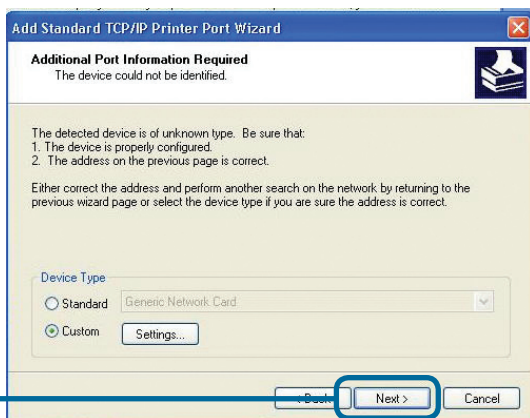 Add Standard TCP/IP Printer Port Wizard
Additional Port Information Required
The device could not be identified.
The detected device is of unknown type. Be sure that:
1. The device is properly configured.
2. The address on the previous page is correct.
Either correct the address and perform another search on the network by returning to the
previous wizard page or select the device type if you are sure the address is correct.
Device Type
Standard
Generic Network Card
Custom
Settings...
< Back
Next >
Cancel